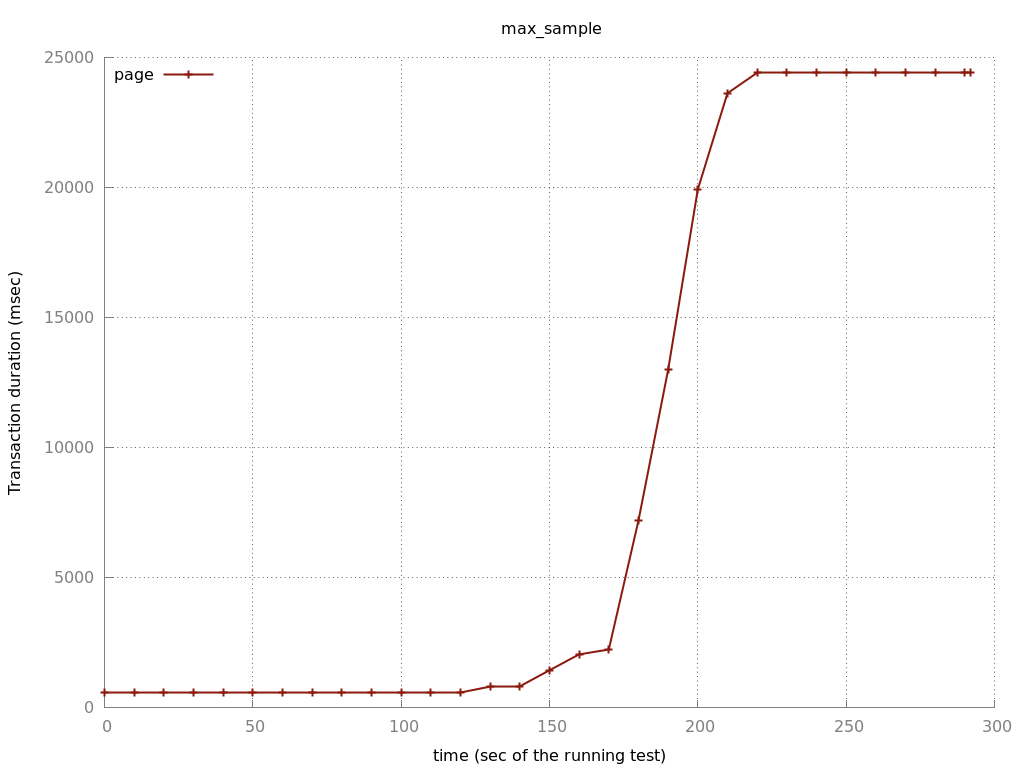 max_sample
25000
page
20000
15000
10000
5000
0
Transaction duration (msec)
0 50 100 150 200 250 300
time (sec of the running test)